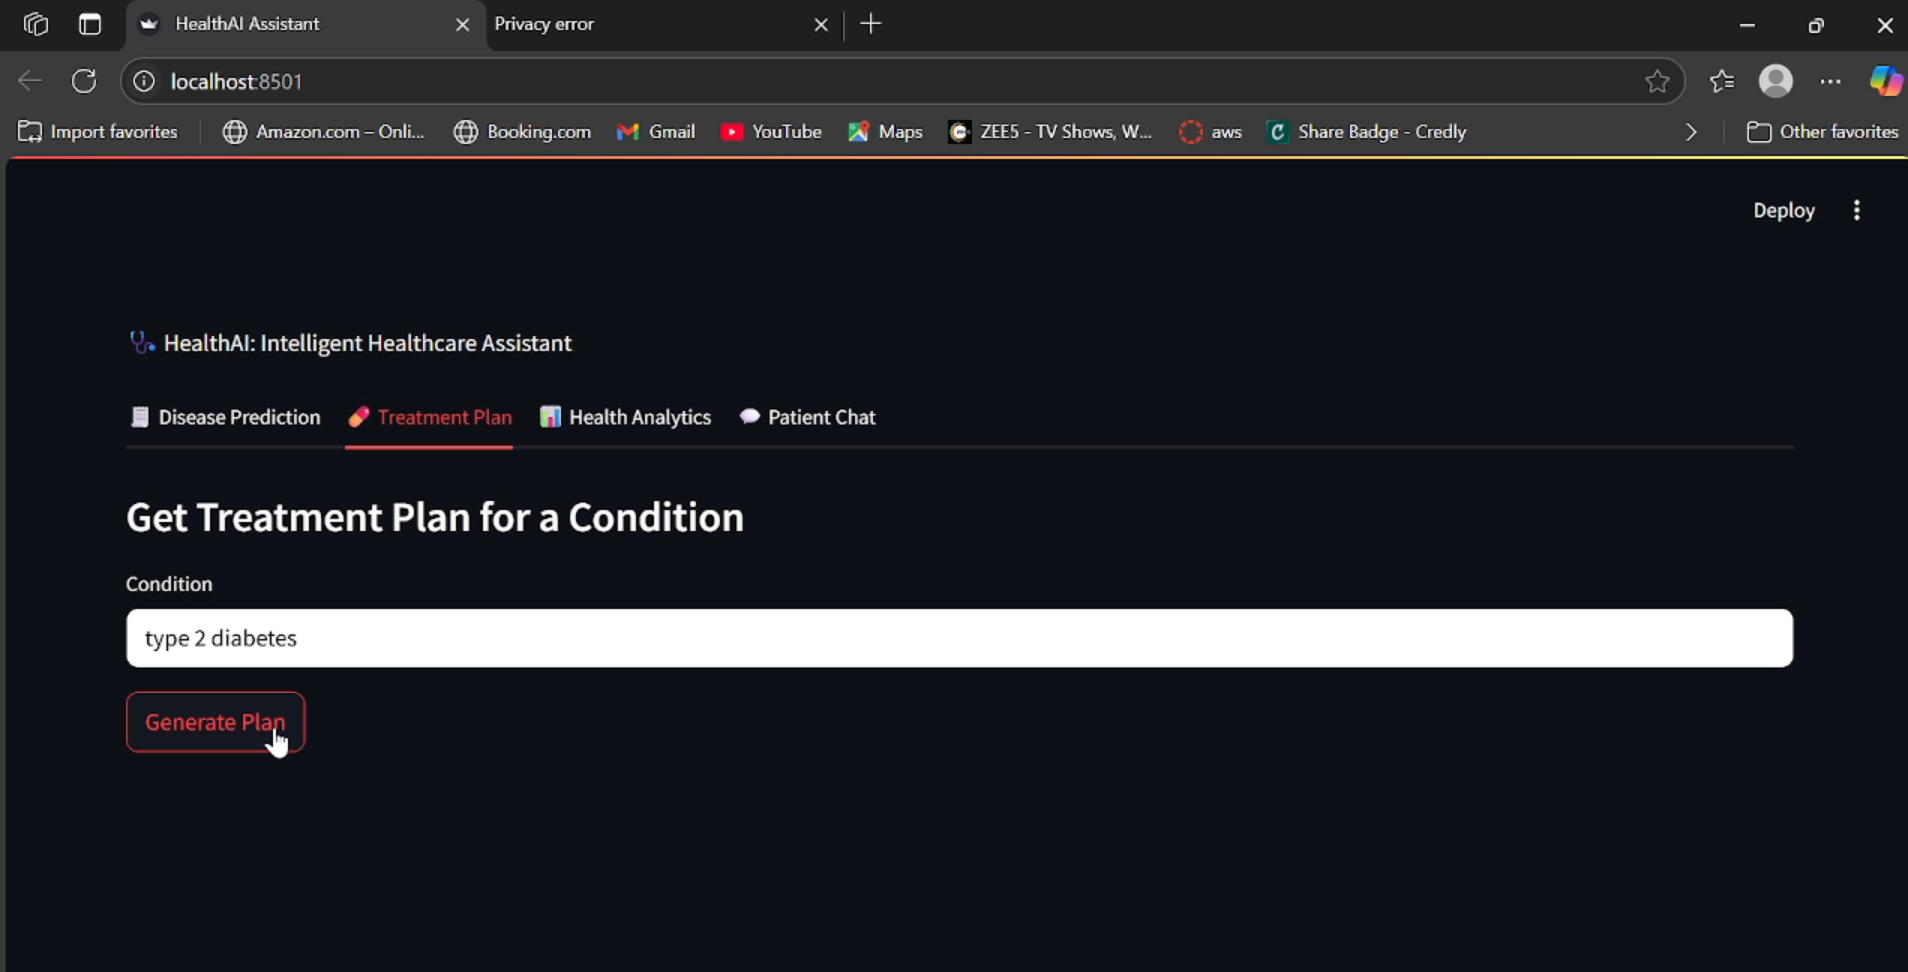 HealthAI Assistant
Privacy error
localhost:8501
Import favorites
Amazon.com – Onli...
Booking.com
Gmail
YouTube
Maps
ZEE5 - TV Shows, W...
aws
Share Badge - Credly
Other favorites
Deploy
HealthAI: Intelligent Healthcare Assistant
Disease Prediction
Treatment Plan
Health Analytics
Patient Chat
Get Treatment Plan for a Condition
Condition
type 2 diabetes
Generate Plan